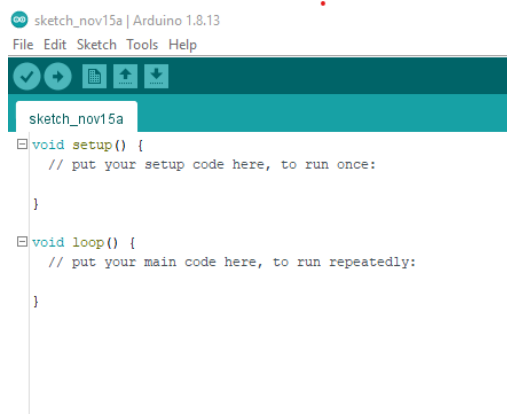 sketch_nov15a | Arduino 1.8.13
File Edit Sketch Tools Help
sketch_nov15a
void setup() {
  // put your setup code here, to run once:
}
void loop() {
  // put your main code here, to run repeatedly:
}